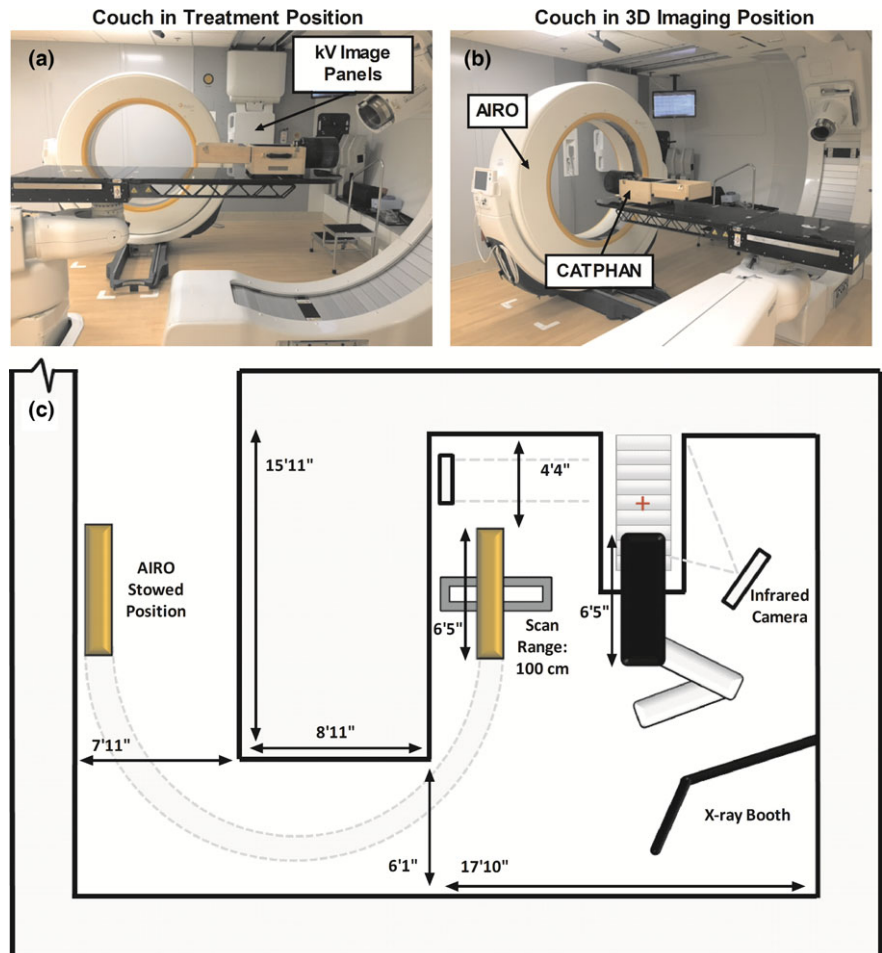 Couch in Treatment Position
Couch in 3D Imaging Position
(a)
kV Image
Panels
(b)
AIRO
CATPHAN
(c)
15'11"
4'4"
AIRO
Stowed
Position
6'5"
Scan
Range:
100 cm
6'5"
Infrared
Camera
7'11"
8'11"
X-ray Booth
6'1"
17'10"